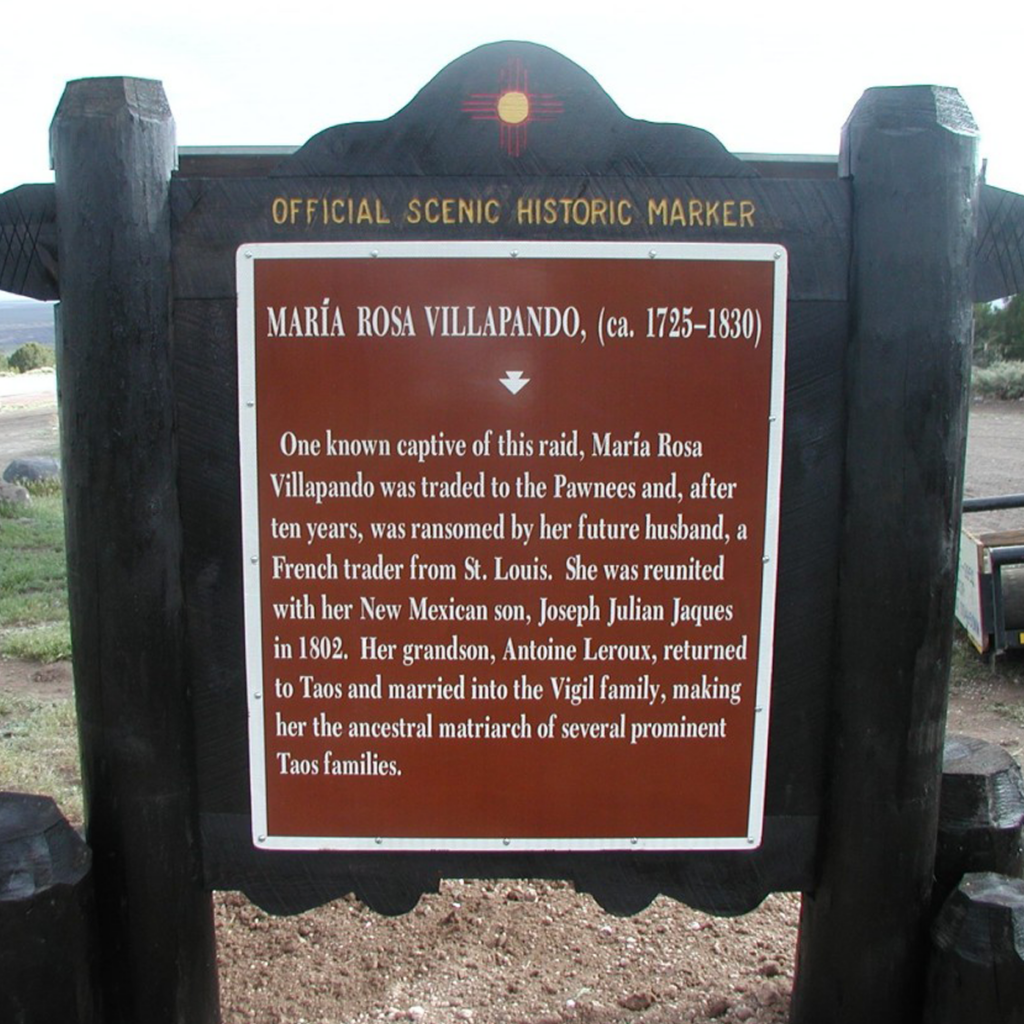 OFFICIAL SCENIC HISTORIC MARKER
MARÍA ROSA VILLAPANDO, (ca. 1725–1830)
One known captive of this raid, María Rosa
Villapando was traded to the Pawnees and, after
ten years, was ransomed by her future husband, a
French trader from St. Louis. She was reunited
with her New Mexican son, Joseph Julian Jaques
in 1802. Her grandson, Antoine Leroux, returned
to Taos and married into the Vigil family, making
her the ancestral matriarch of several prominent
Taos families.